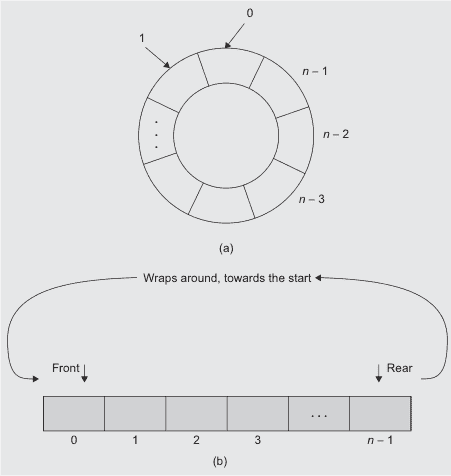 0
1
n – 1
n – 2
n – 3
(a)
Wraps around, towards the start
Front Rear
. . .
0 1 2 3 n – 1
(b)